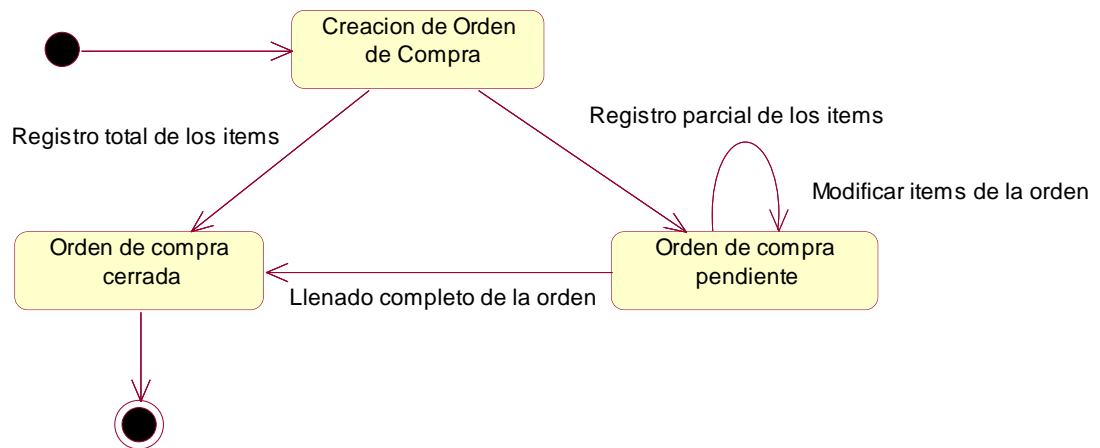 Creacion de Orden
de Compra
Registro total de los items
Registro parcial de los items
Modificar items de la orden
Orden de compra
cerrada
Orden de compra
pendiente
Llenado completo de la orden